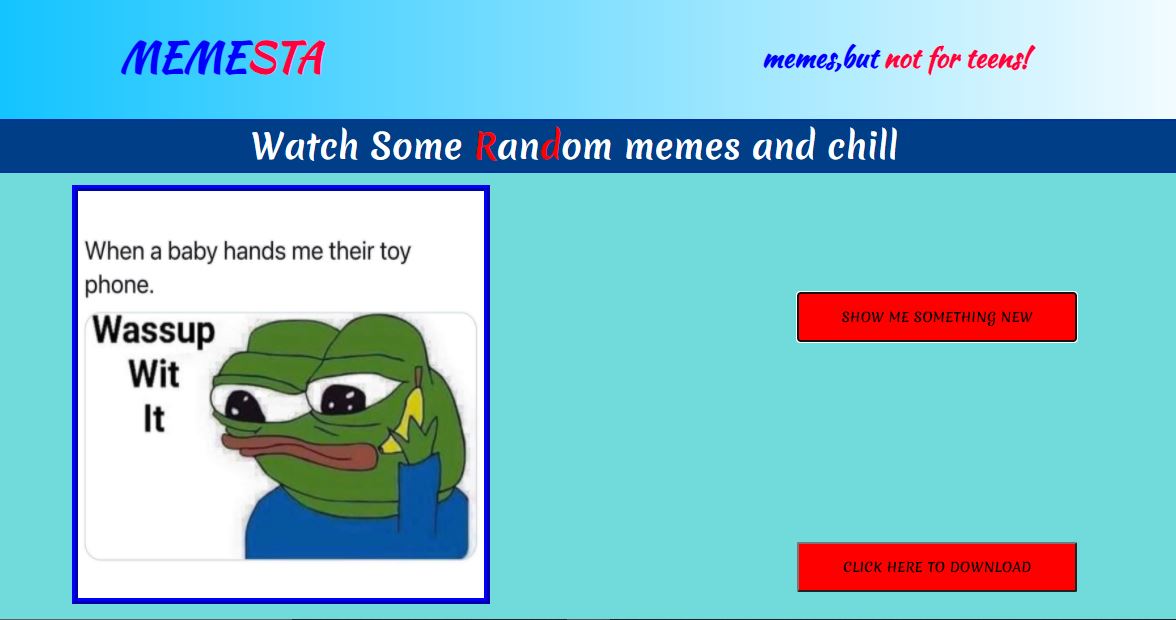 MEMESTA
memes,but not for teens!
Watch Some Random memes and chill
When a baby hands me their toy
phone.
Wassup
Wit
It
SHOW ME SOMETHING NEW
CLICK HERE TO DOWNLOAD